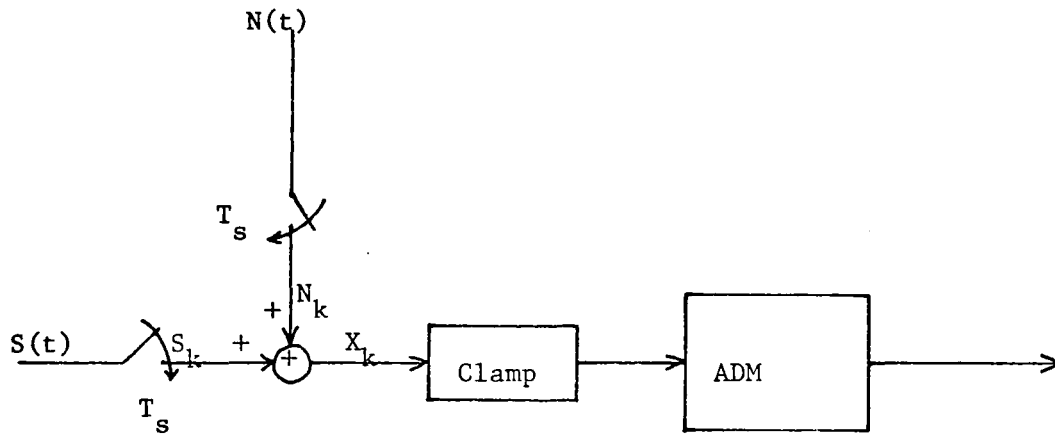 N(t)
T_s
+ N_k
S(t) S_k + + X_k Clamp ADM
T_s